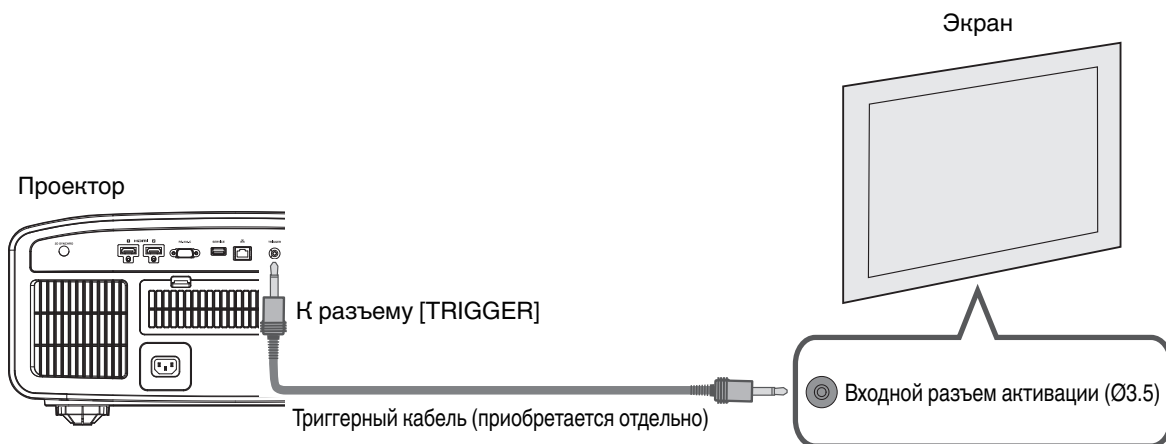 Экран
Проектор
К разъему [TRIGGER]
Входной разъем активации (Ø3.5)
Триггерный кабель (приобретается отдельно)